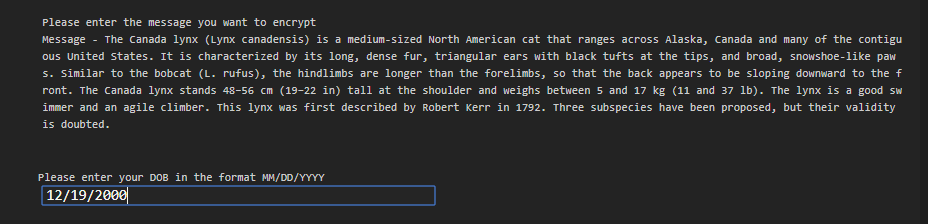 Please enter the message you want to encrypt
Message - The Canada lynx (Lynx canadensis) is a medium-sized North American cat that ranges across Alaska, Canada and many of the contigu
ous United States. It is characterized by its long, dense fur, triangular ears with black tufts at the tips, and broad, snowshoe-like paw
s. Similar to the bobcat (L. rufus), the hindlimbs are longer than the forelimbs, so that the back appears to be sloping downward to the f
ront. The Canada lynx stands 48–56 cm (19–22 in) tall at the shoulder and weighs between 5 and 17 kg (11 and 37 lb). The lynx is a good sw
immer and an agile climber. This lynx was first described by Robert Kerr in 1792. Three subspecies have been proposed, but their validity
is doubted.
Please enter your DOB in the format MM/DD/YYYY
12/19/2000